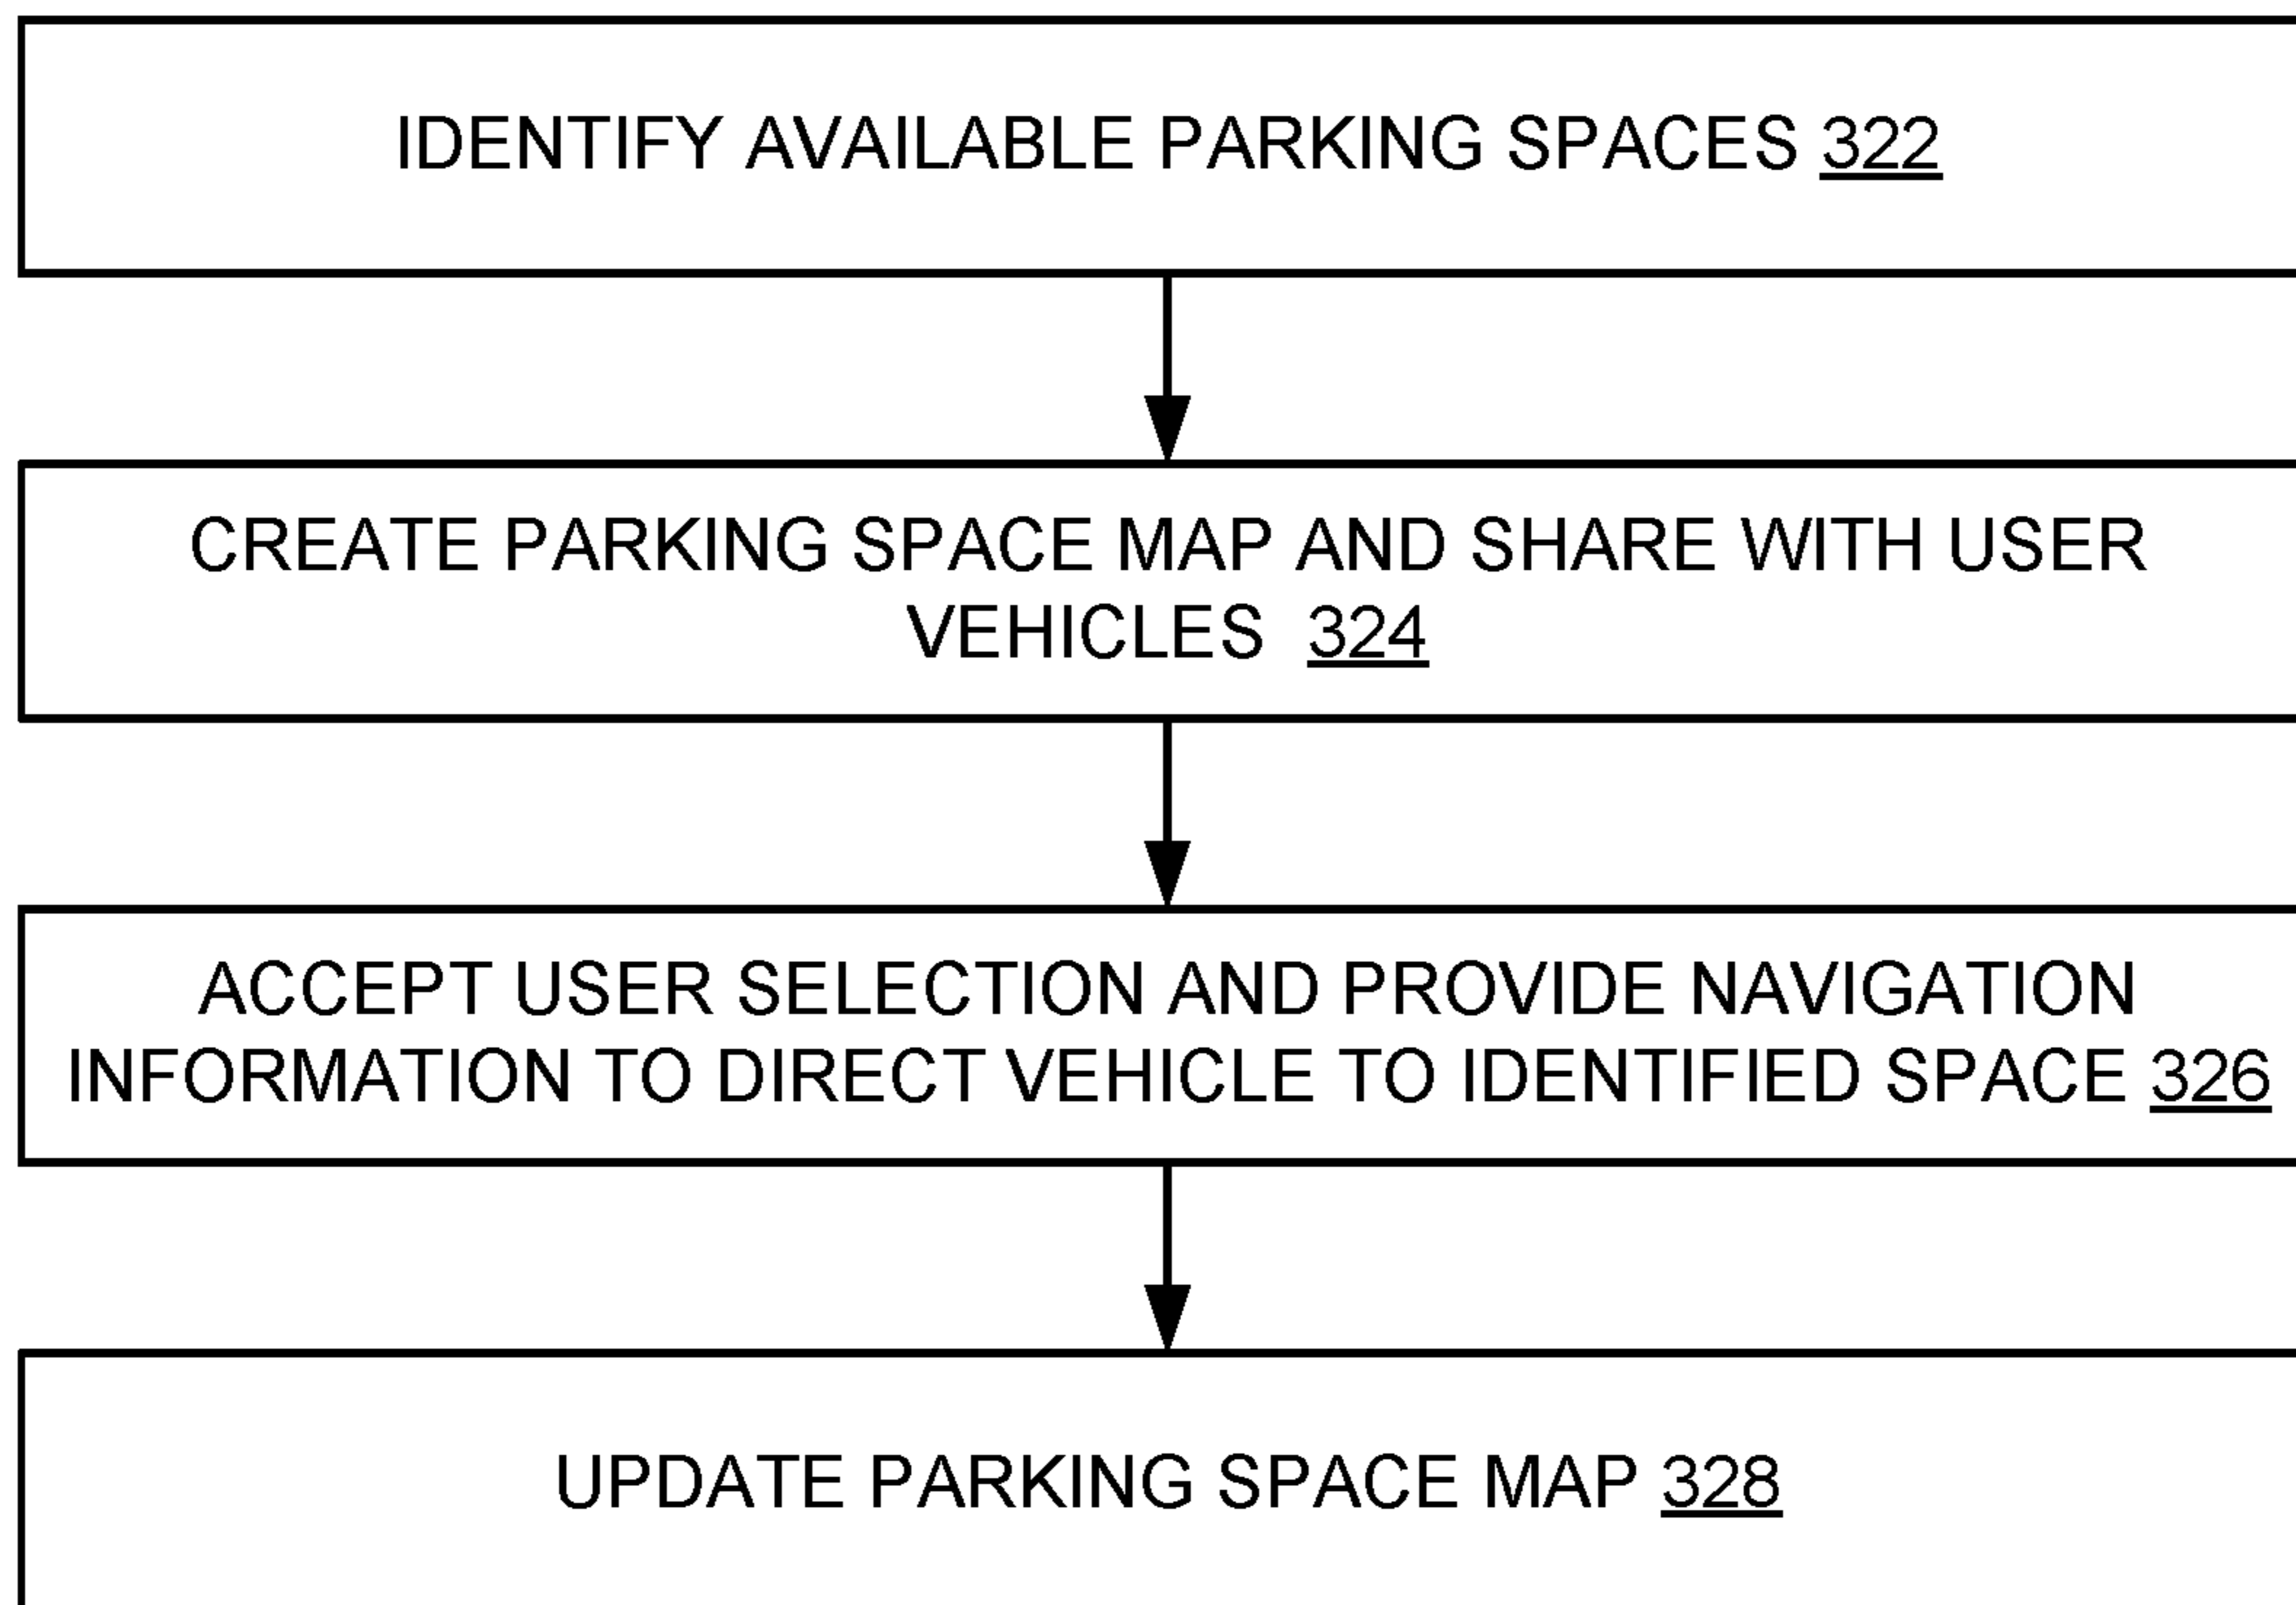 IDENTIFY AVAILABLE PARKING SPACES 322
CREATE PARKING SPACE MAP AND SHARE WITH USER
VEHICLES 324
ACCEPT USER SELECTION AND PROVIDE NAVIGATION
INFORMATION TO DIRECT VEHICLE TO IDENTIFIED SPACE 326
UPDATE PARKING SPACE MAP 328